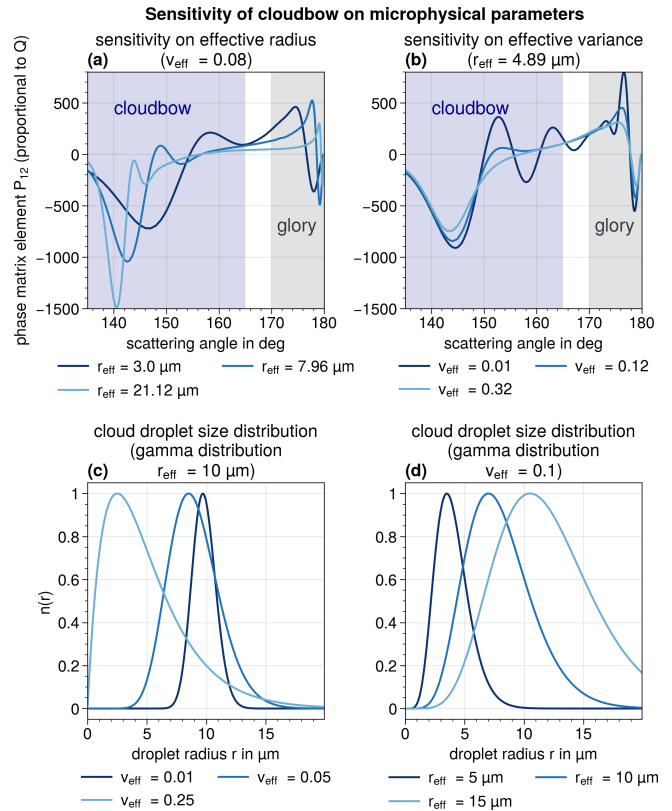 Sensitivity of cloudbow on microphysical parameters
sensitivity on effective radius
(a) (v_eff = 0.08)
sensitivity on effective variance
(b) (r_eff = 4.89 µm)
phase matrix element P_12 (proportional to Q)
500
0
−500
−1000
−1500
cloudbow
glory
140 150 160 170 180
scattering angle in deg
r_eff = 3.0 µm
r_eff = 7.96 µm
r_eff = 21.12 µm
500
0
−500
−1000
−1500
cloudbow
glory
140 150 160 170 180
scattering angle in deg
v_eff = 0.01
v_eff = 0.12
v_eff = 0.32
cloud droplet size distribution
(gamma distribution
(c) r_eff = 10 µm)
cloud droplet size distribution
(gamma distribution
(d) v_eff = 0.1)
n(r)
1
0.8
0.6
0.4
0.2
0
0 5 10 15
droplet radius r in µm
v_eff = 0.01
v_eff = 0.05
v_eff = 0.25
1
0.8
0.6
0.4
0.2
0
0 5 10 15
droplet radius r in µm
r_eff = 5 µm
r_eff = 10 µm
r_eff = 15 µm